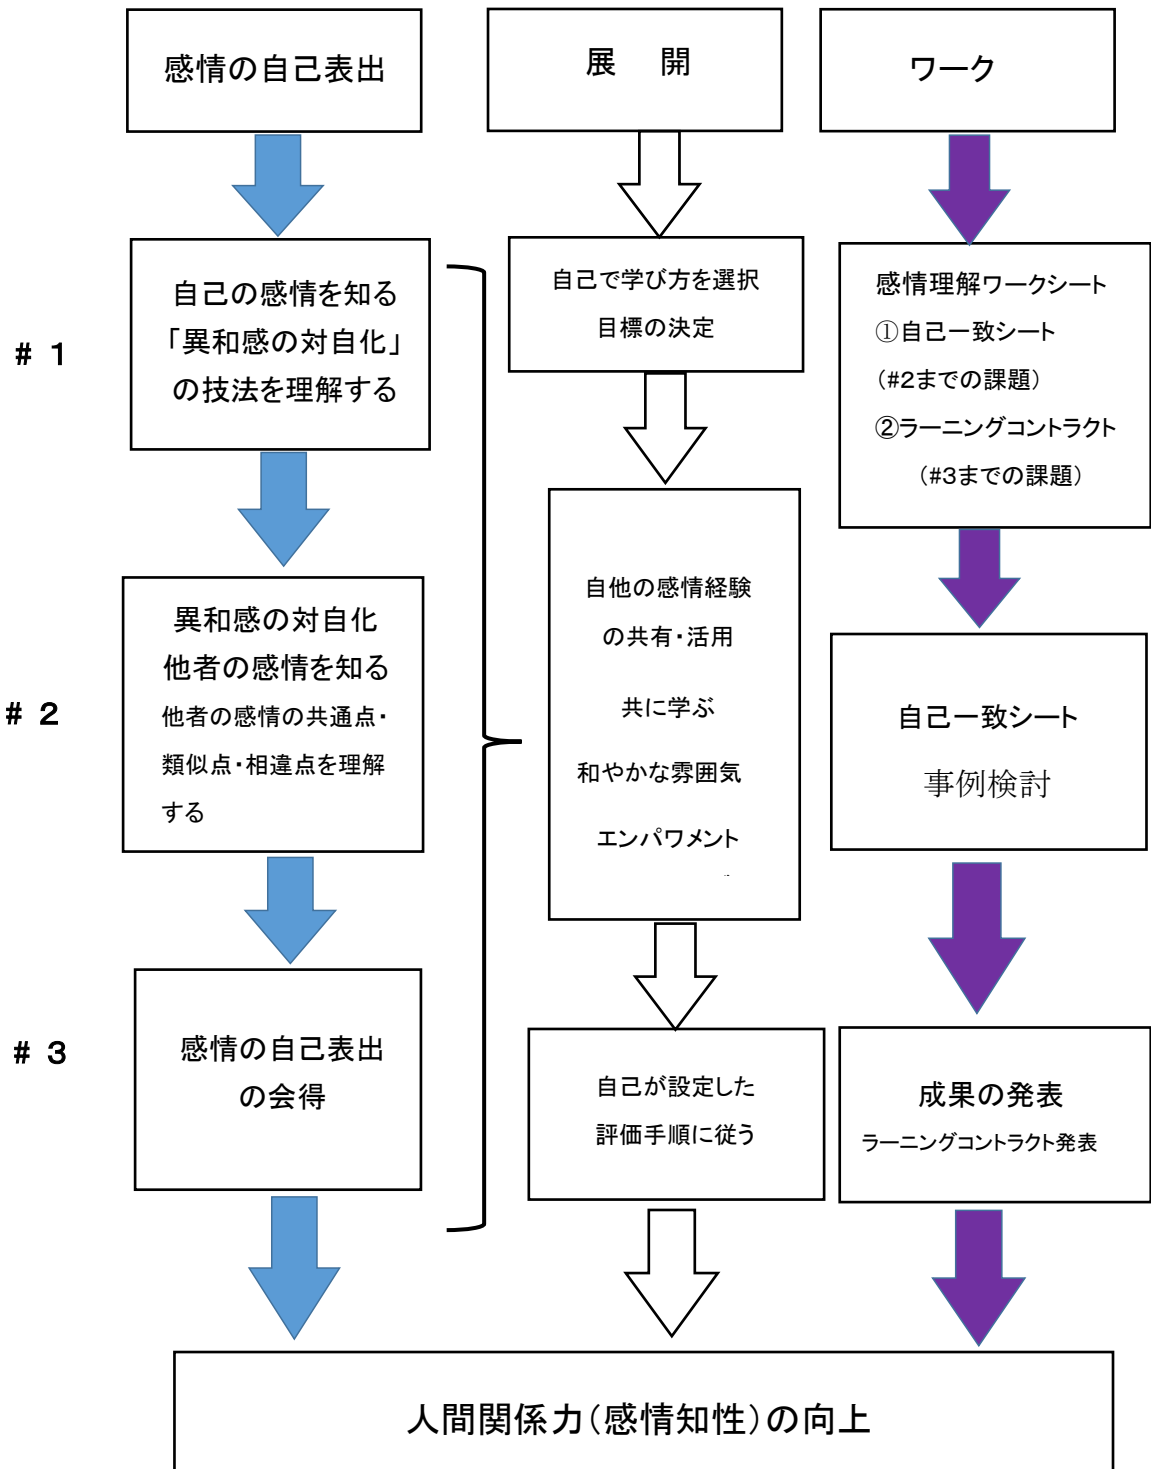 感情の自己表出
展　開
ワーク
# 1
自己の感情を知る
「異和感の対自化」
の技法を理解する
自己で学び方を選択
目標の決定
感情理解ワークシート
①自己一致シート
(#2までの課題)
②ラーニングコントラクト
(#3までの課題)
# 2
異和感の対自化
他者の感情を知る
他者の感情の共通点・
類似点・相違点を理解
する
自他の感情経験
の共有・活用
共に学ぶ
和やかな雰囲気
エンパワメント
自己一致シート
事例検討
# 3
感情の自己表出
の会得
自己が設定した
評価手順に従う
成果の発表
ラーニングコントラクト発表
人間関係力(感情知性)の向上